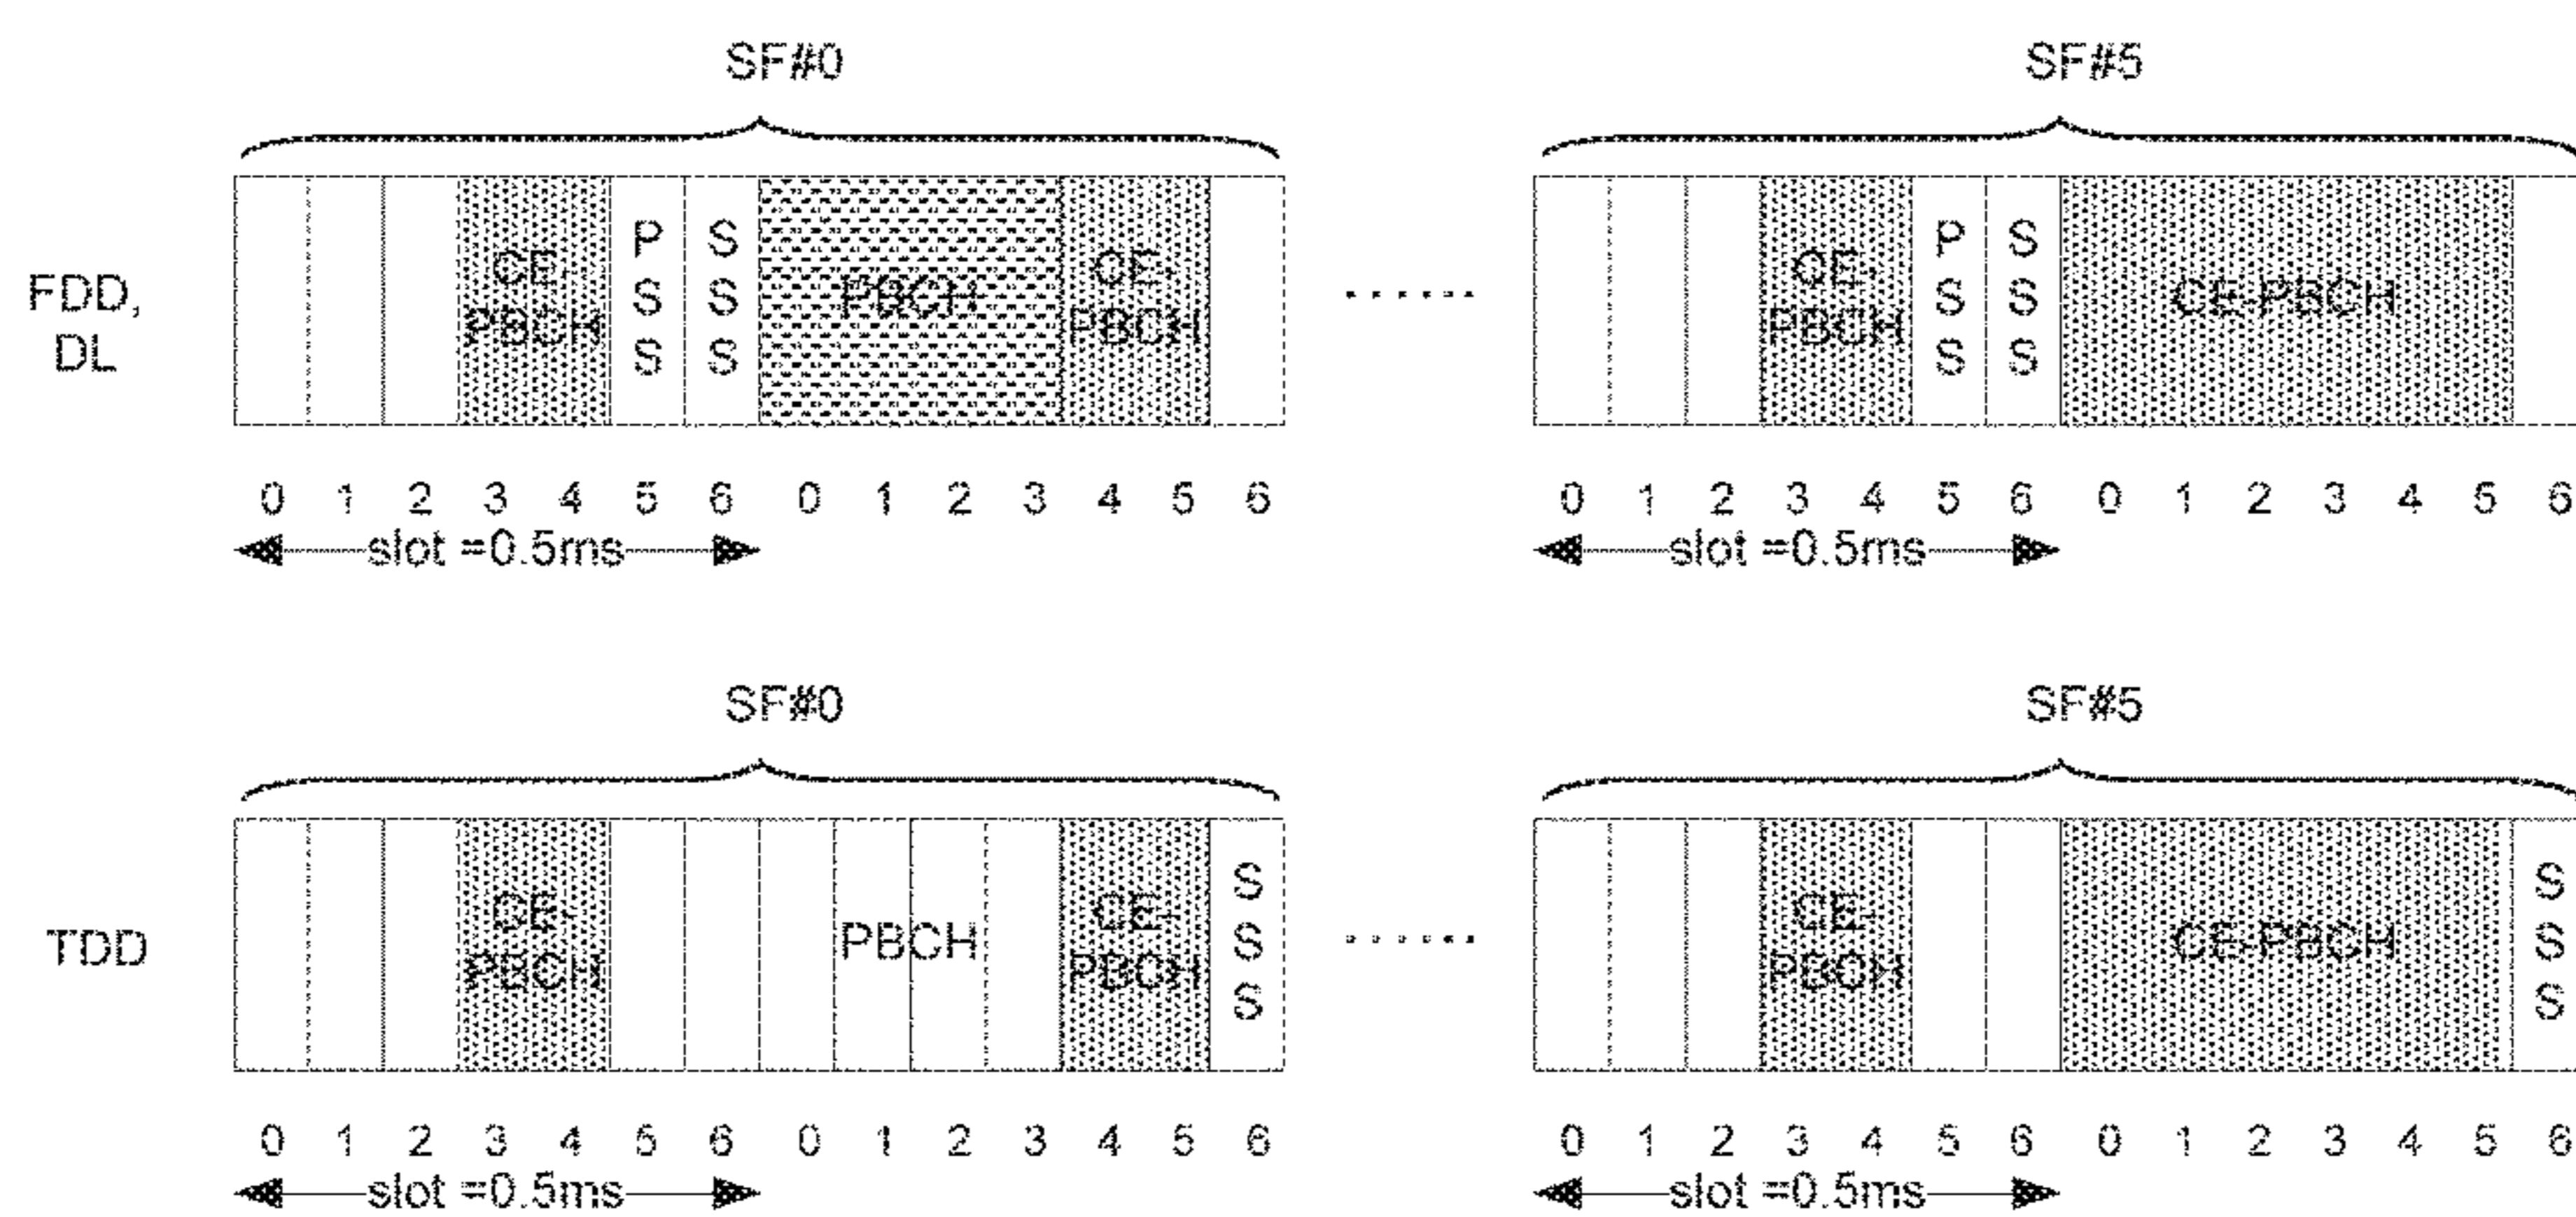 SF#0 SF#5
FDD,
DL
CE-
PBCH
P
S
S
S
S
S
PBCH
CE-
PBCH
......
CE-
PBCH
P
S
S
S
S
S
CE-PBCH
0 1 2 3 4 5 6 0 1 2 3 4 5 6 0 1 2 3 4 5 6 0 1 2 3 4 5 6
slot =0.5ms slot =0.5ms
SF#0 SF#5
TDD
CE-
PBCH
PBCH
CE-
PBCH
S
S
S
......
CE-
PBCH
CE-PBCH
S
S
S
0 1 2 3 4 5 6 0 1 2 3 4 5 6 0 1 2 3 4 5 6 0 1 2 3 4 5 6
slot =0.5ms slot =0.5ms